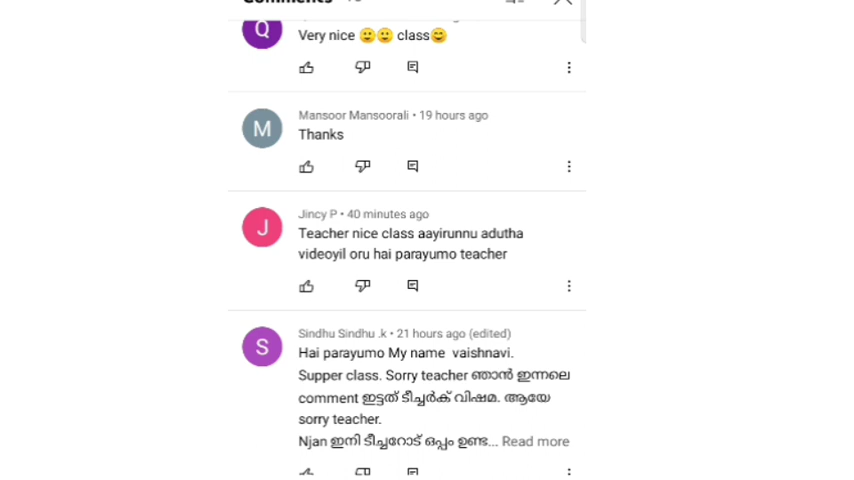 Comments
Q
Very nice 🙂🙂 class😊
M
Mansoor Mansoorali • 19 hours ago
Thanks
J
Jincy P • 40 minutes ago
Teacher nice class aayirunnu adutha
videoyil oru hai parayumo teacher
S
Sindhu Sindhu .k • 21 hours ago (edited)
Hai parayumo My name vaishnavi.
Supper class. Sorry teacher ഞാൻ ഇന്നലെ
comment ഇട്ടത് ടീച്ചർക് വിഷമ. ആയേ
sorry teacher.
Njan ഇനി ടീച്ചറോട് ഒപ്പം ഉണ്ട... Read more